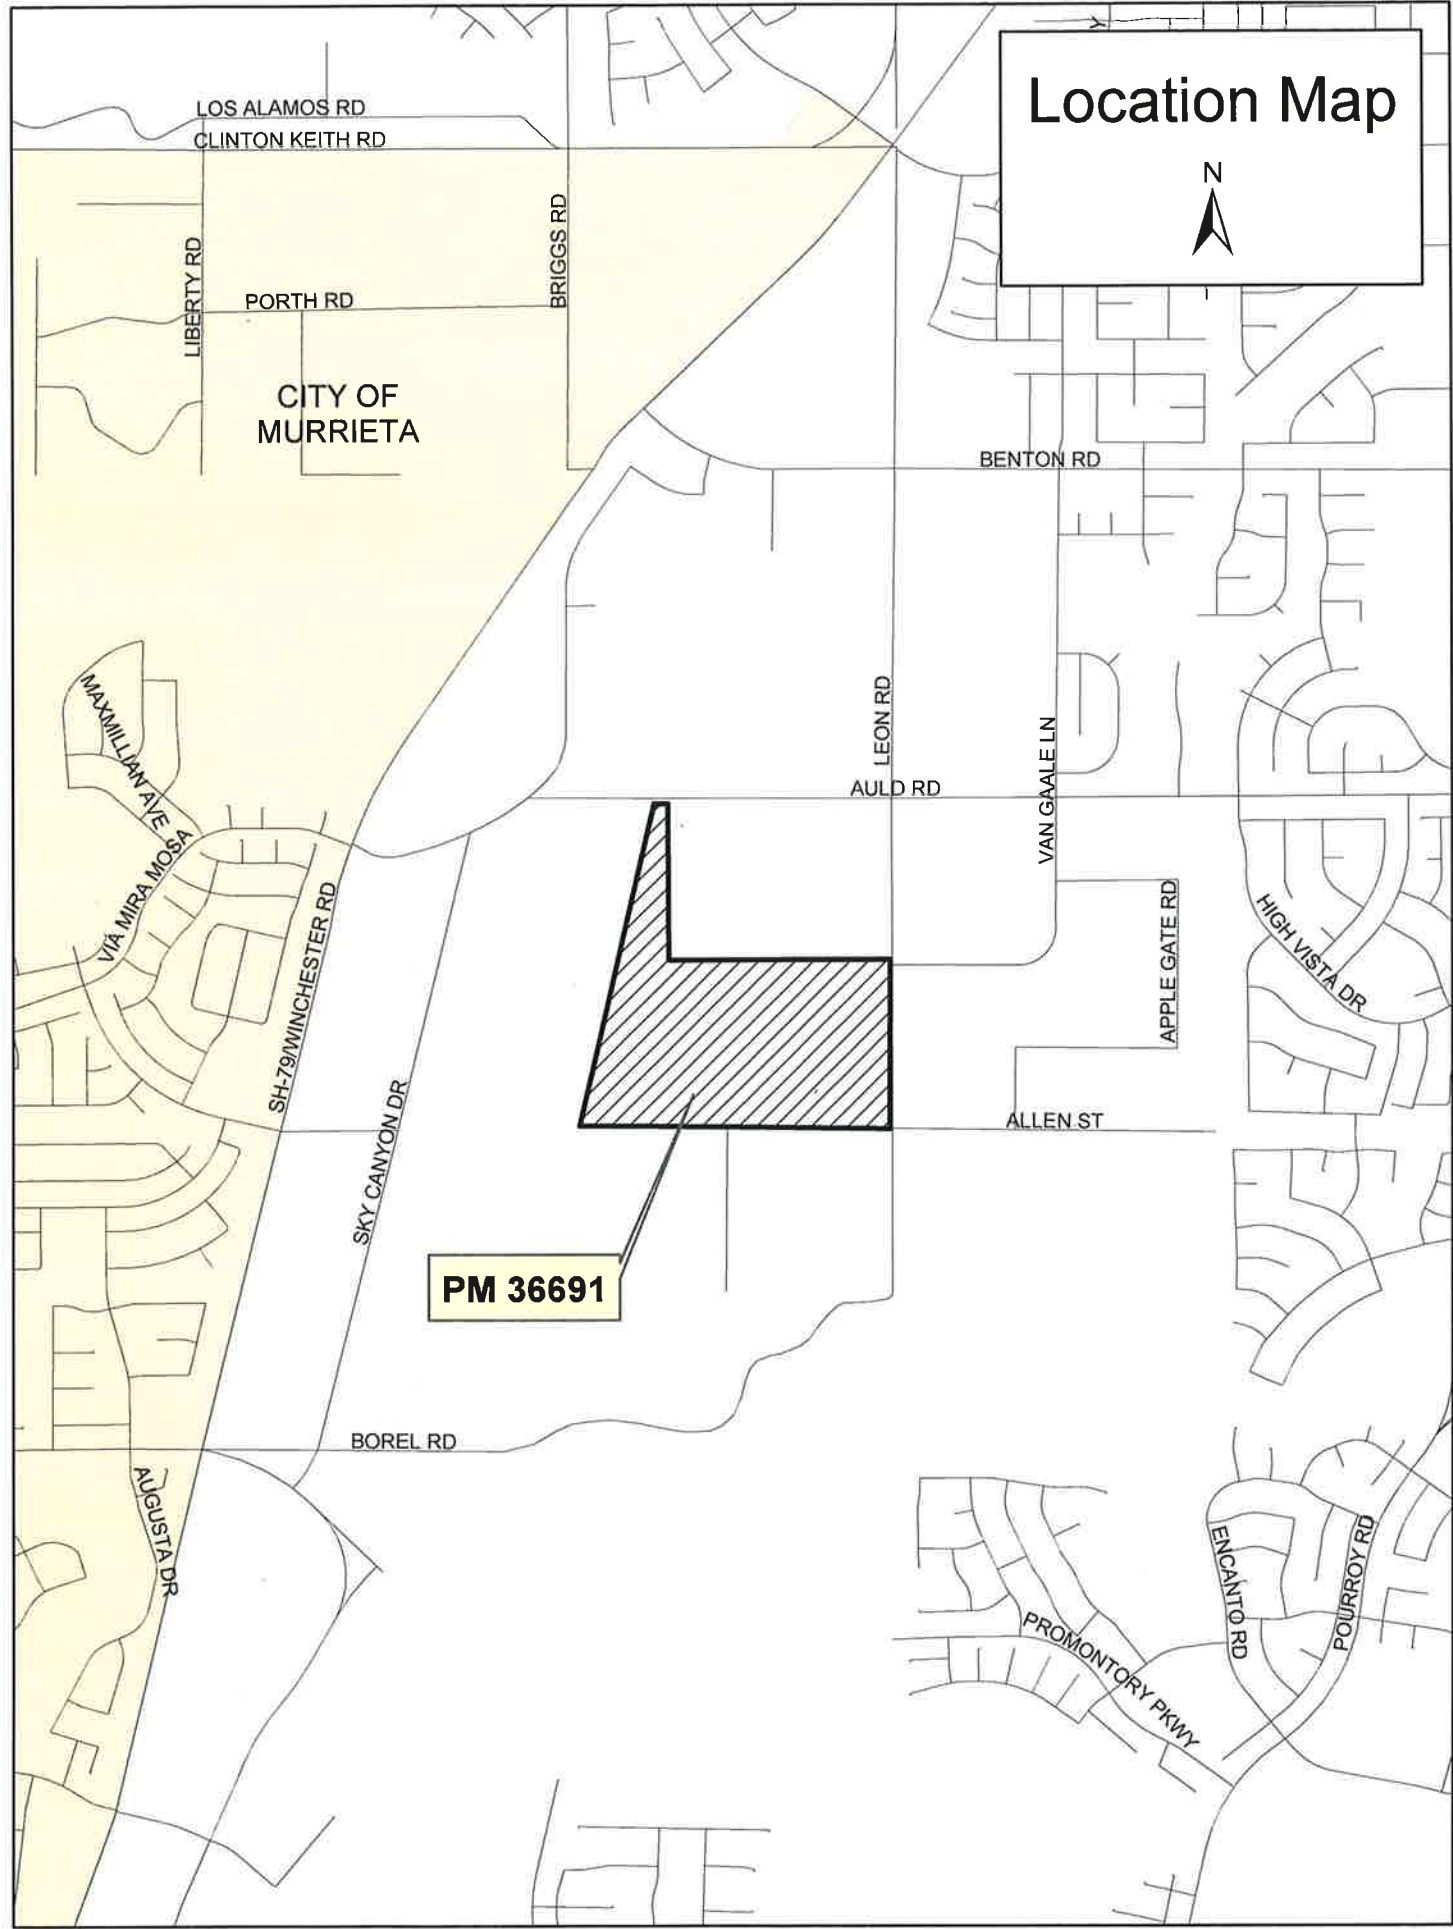 Y
Location Map
N
LOS ALAMOS RD
CLINTON KEITH RD
LIBERTY RD
PORTH RD
BRIGGS RD
CITY OF
MURRIETA
BENTON RD
MAXMILLIAN AVE
VIA MIRA MOSA
LEON RD
AULD RD
VAN GAALE LN
SH-79/WINCHESTER RD
APPLE GATE RD
HIGH VISTA DR
SKY CANYON DR
ALLEN ST
PM 36691
BOREL RD
AUGUSTA DR
ENCANTO RD
POURROY RD
PROMONTORY PKWY